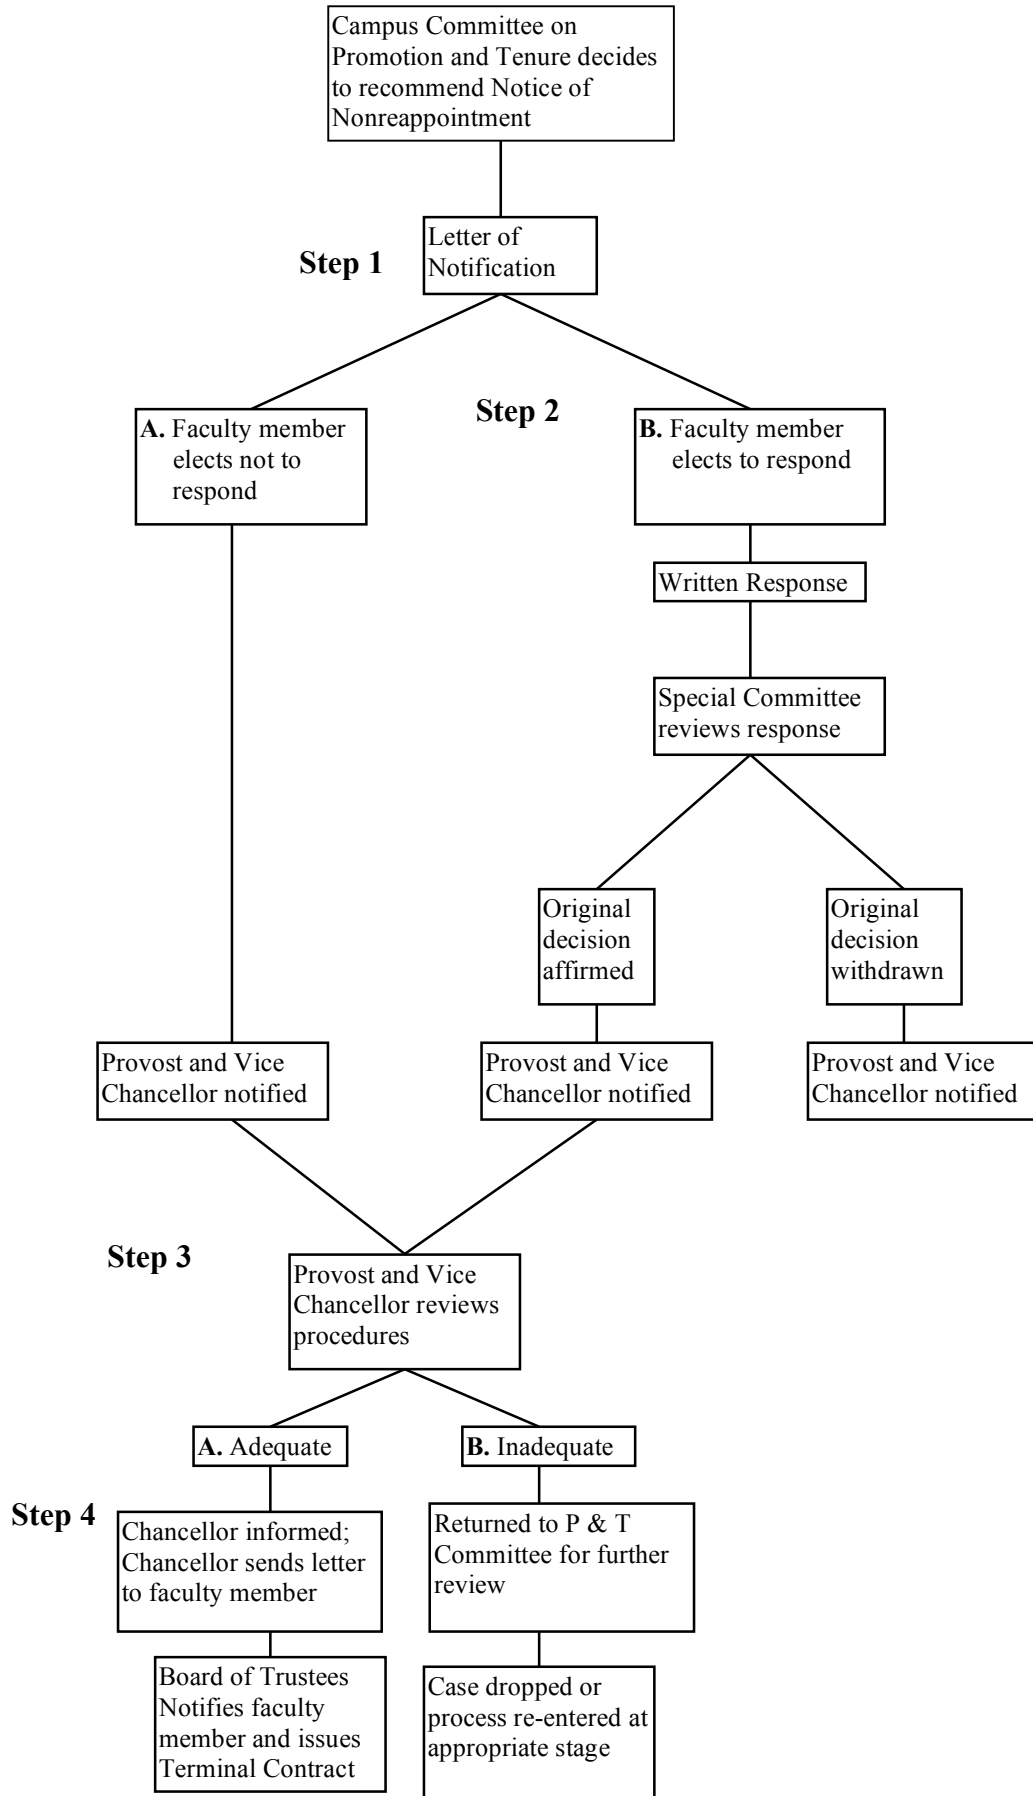 Campus Committee on
Promotion and Tenure decides
to recommend Notice of
Nonreappointment
Step 1
Letter of
Notification
Step 2
A. Faculty member
elects not to
respond
B. Faculty member
elects to respond
Written Response
Special Committee
reviews response
Original
decision
affirmed
Original
decision
withdrawn
Provost and Vice
Chancellor notified
Provost and Vice
Chancellor notified
Provost and Vice
Chancellor notified
Step 3
Provost and Vice
Chancellor reviews
procedures
A. Adequate
B. Inadequate
Step 4
Chancellor informed;
Chancellor sends letter
to faculty member
Returned to P & T
Committee for further
review
Board of Trustees
Notifies faculty
member and issues
Terminal Contract
Case dropped or
process re-entered at
appropriate stage